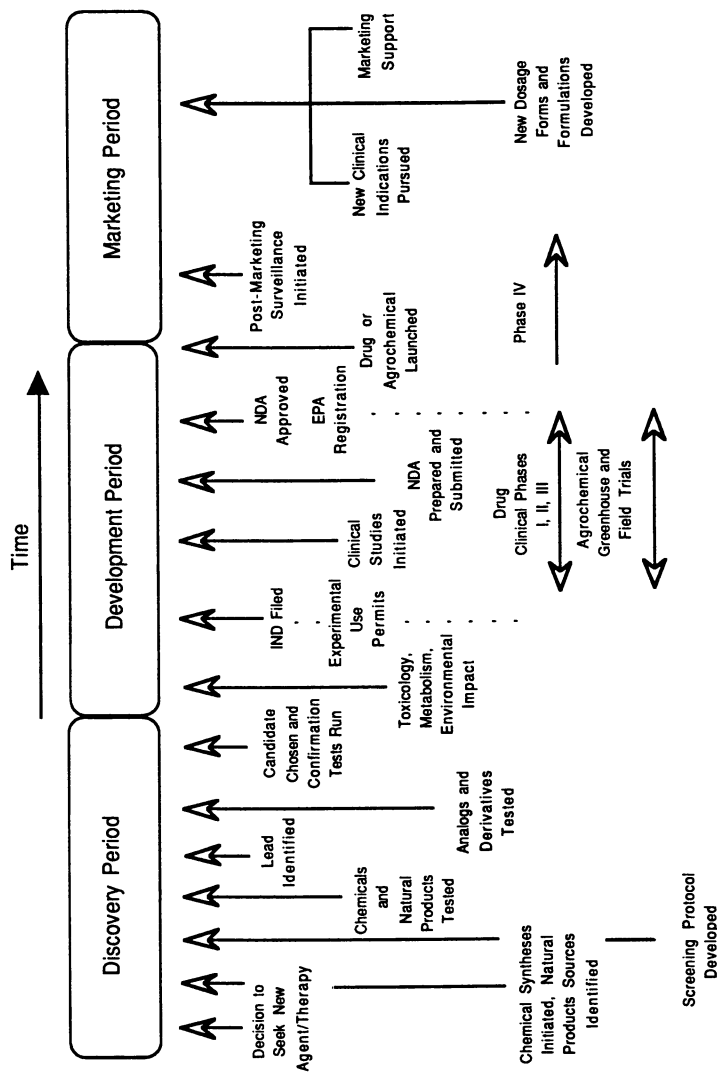 Time
Discovery Period
Development Period
Marketing Period
Decision to
Seek New
Agent/Therapy
Chemical Syntheses
Initiated, Natural
Products Sources
Identified
Screening Protocol
Developed
Chemicals
and
Natural
Products
Tested
Lead
Identified
Analogs and
Derivatives
Tested
Candidate
Chosen and
Confirmation
Tests Run
Toxicology,
Metabolism,
Environmental
Impact
IND Filed
Experimental
Use
Permits
Clinical
Studies
Initiated
NDA
Prepared and
Submitted
NDA
Approved
EPA
Registration
Drug or
Agrochemical
Launched
Post-Marketing
Surveillance
Initiated
New Clinical
Indications
Pursued
Marketing
Support
New Dosage
Forms and
Formulations
Developed
Drug
Clinical Phases
I, II, III
Phase IV
Agrochemical
Greenhouse and
Field Trials